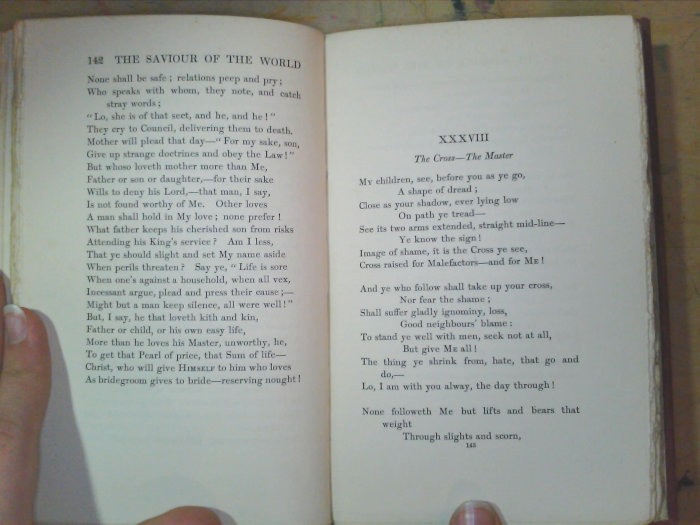 142 THE SAVIOUR OF THE WORLD
None shall be safe ; relations peep and pry ;
Who speaks with whom, they note, and catch
stray words ;
“ Lo, she is of that sect, and he, and he ! ”
They cry to Council, delivering them to death.
Mother will plead that day—“ For my sake, son,
Give up strange doctrines and obey the Law ! ”
But whoso loveth mother more than Me,
Father or son or daughter,—for their sake
Wills to deny his Lord,—that man, I say,
Is not found worthy of Me. Other loves
A man shall hold in My love ; none prefer !
What father keeps his cherished son from risks
Attending his King’s service ? Am I less,
That ye should slight and set My name aside
When perils threaten ? Say ye, “ Life is sore
When one’s against a household, when all vex,
Incessant argue, plead and press their cause ;—
Might but a man keep silence, all were well ! ”
But, I say, he that loveth kith and kin,
Father or child, or his own easy life,
More than he loves his Master, unworthy, he,
To get that Pearl of price, that Sum of life—
Christ, who will give HIMSELF to him who loves
As bridegroom gives to bride—reserving nought !
XXXVIII
The Cross—The Master
MY children, see, before you as ye go,
A shape of dread ;
Close as your shadow, ever lying low
On path ye tread—
See its two arms extended, straight mid-line—
Ye know the sign !
Image of shame, it is the Cross ye see,
Cross raised for Malefactors—and for ME !
And ye who follow shall take up your cross,
Nor fear the shame ;
Shall suffer gladly ignominy, loss,
Good neighbours’ blame :
To stand ye well with men, seek not at all,
But give ME all !
The thing ye shrink from, hate, that go and
do,—
Lo, I am with you alway, the day through !
None followeth Me but lifts and bears that
weight
Through slights and scorn,
143